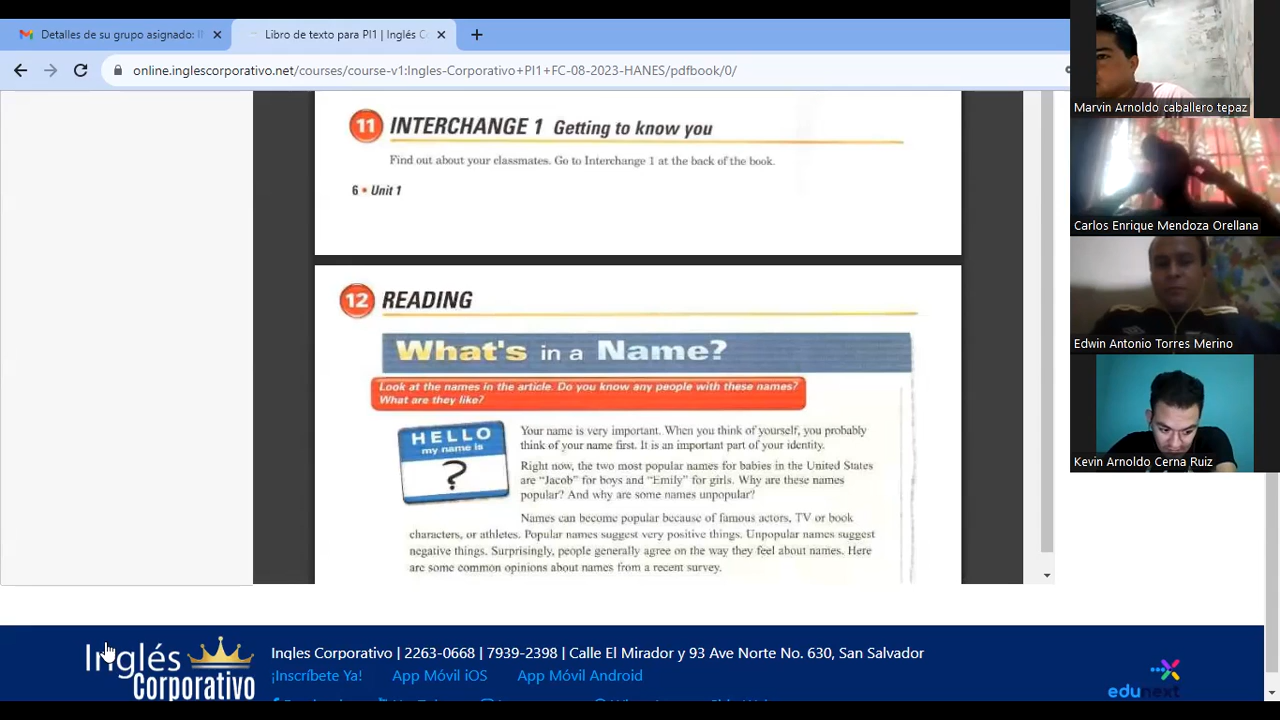 Detalles de su grupo asignado: I
Libro de texto para PI1 | Inglés C
online.inglescorporativo.net/courses/course-v1:Ingles-Corporativo+PI1+FC-08-2023-HANES/pdfbook/0/
11 INTERCHANGE 1 Getting to know you
Find out about your classmates. Go to Interchange 1 at the back of the book.
6 • Unit 1
12 READING
What's in a Name?
Look at the names in the article. Do you know any people with these names?
What are they like?
HELLO
my name is
?
Your name is very important. When you think of yourself, you probably
think of your name first. It is an important part of your identity.
Right now, the two most popular names for babies in the United States
are "Jacob" for boys and "Emily" for girls. Why are these names
popular? And why are some names unpopular?
Names can become popular because of famous actors, TV or book
characters, or athletes. Popular names suggest very positive things. Unpopular names suggest
negative things. Surprisingly, people generally agree on the way they feel about names. Here
are some common opinions about names from a recent survey.
Inglés
Corporativo
Ingles Corporativo | 2263-0668 | 7939-2398 | Calle El Mirador y 93 Ave Norte No. 630, San Salvador
¡Inscríbete Ya! App Móvil iOS App Móvil Android
edunext
Marvin Arnoldo caballero tepaz
Carlos Enrique Mendoza Orellana
Edwin Antonio Torres Merino
Kevin Arnoldo Cerna Ruiz